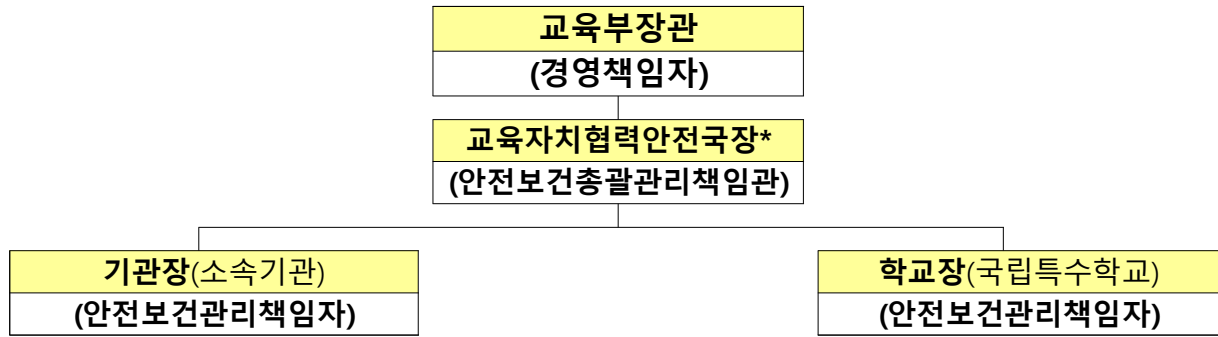 교육부장관
(경영책임자)
교육자치협력안전국장*
(안전보건총괄관리책임관)
기관장(소속기관)
(안전보건관리책임자)
학교장(국립특수학교)
(안전보건관리책임자)